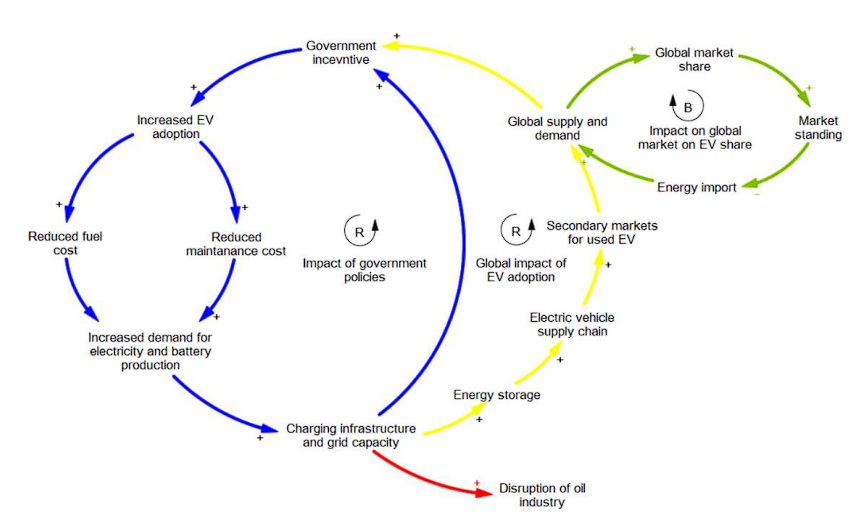 Government
incevntive
+
Global market
share
+
+
+
+
Increased EV
adoption
Global supply and
demand
B
Impact on global
market on EV share
Market
standing
+
Energy import
-
+
+
Reduced fuel
cost
Reduced
maintanance cost
R
Impact of government
policies
R
Global impact of
EV adoption
Secondary markets
for used EV
+
Electric vehicle
supply chain
+
Increased demand for
electricity and battery
production
+
Energy storage
+
Charging infrastructure
and grid capacity
+
+
Disruption of oil
industry